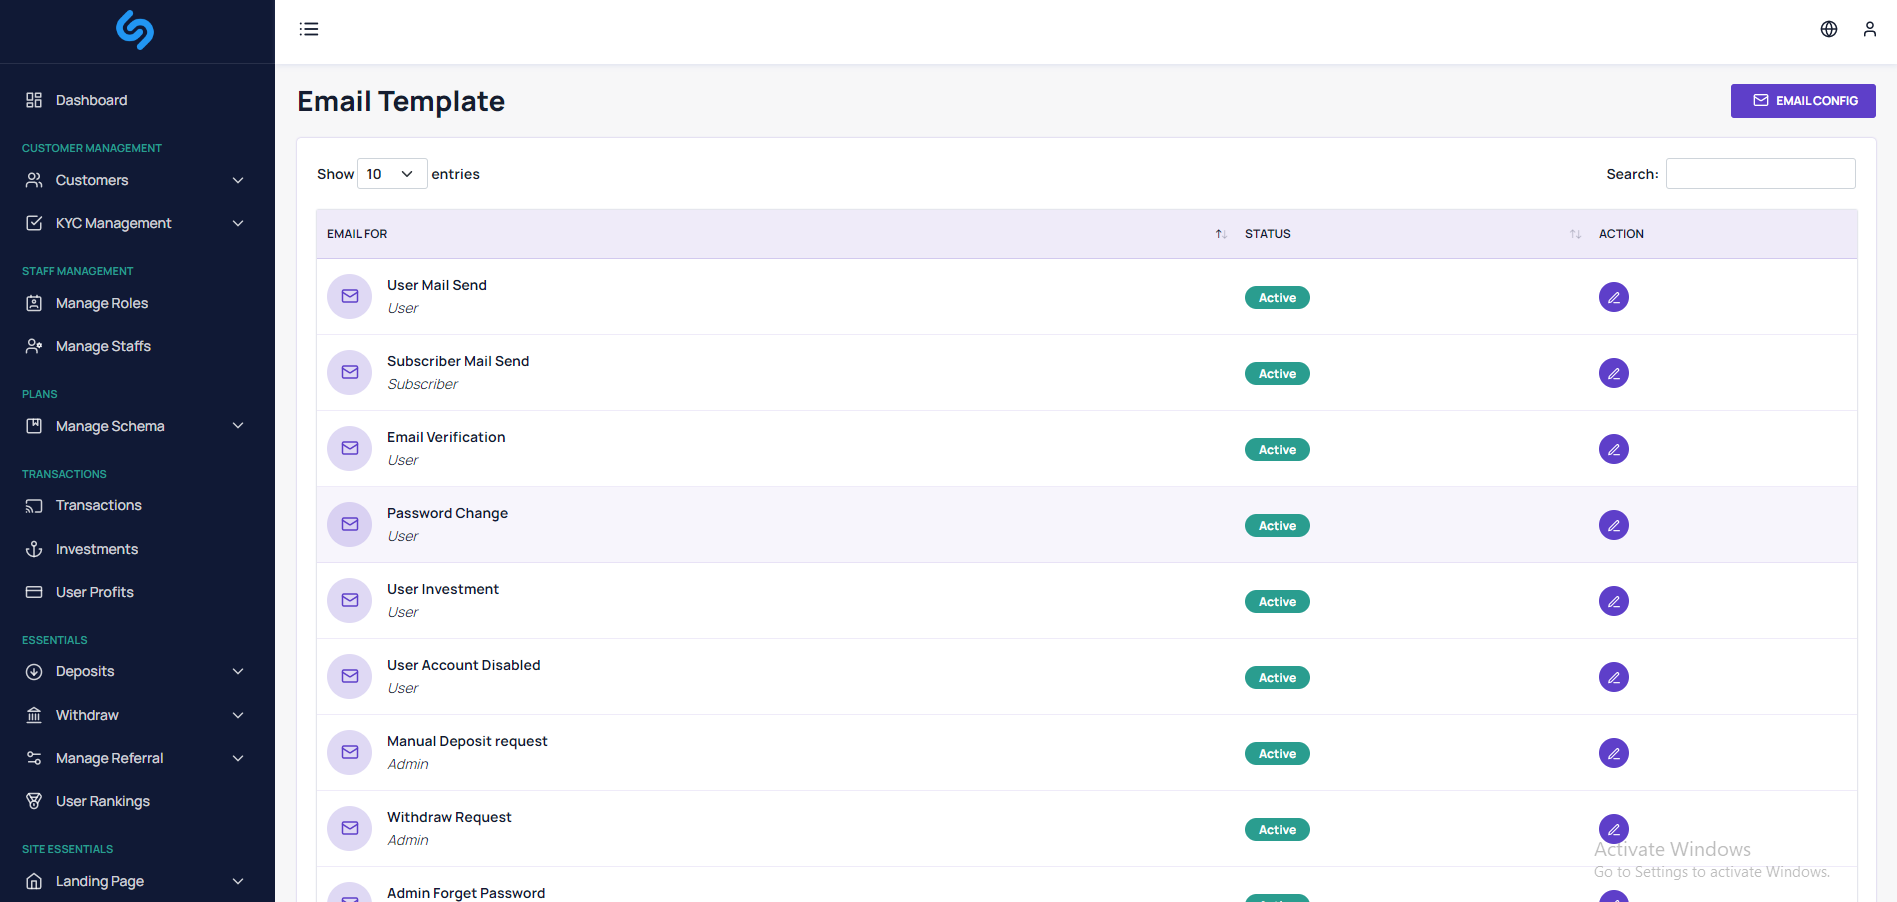 Dashboard
CUSTOMER MANAGEMENT
Customers
KYC Management
STAFF MANAGEMENT
Manage Roles
Manage Staffs
PLANS
Manage Schema
TRANSACTIONS
Transactions
Investments
User Profits
ESSENTIALS
Deposits
Withdraw
Manage Referral
User Rankings
SITE ESSENTIALS
Landing Page
Email Template
EMAIL CONFIG
Show 10 entries
Search:
EMAIL FOR STATUS ACTION
User Mail Send
User
Active
Subscriber Mail Send
Subscriber
Active
Email Verification
User
Active
Password Change
User
Active
User Investment
User
Active
User Account Disabled
User
Active
Manual Deposit request
Admin
Active
Withdraw Request
Admin
Active
Admin Forget Password
Activate Windows
Go to Settings to activate Windows.